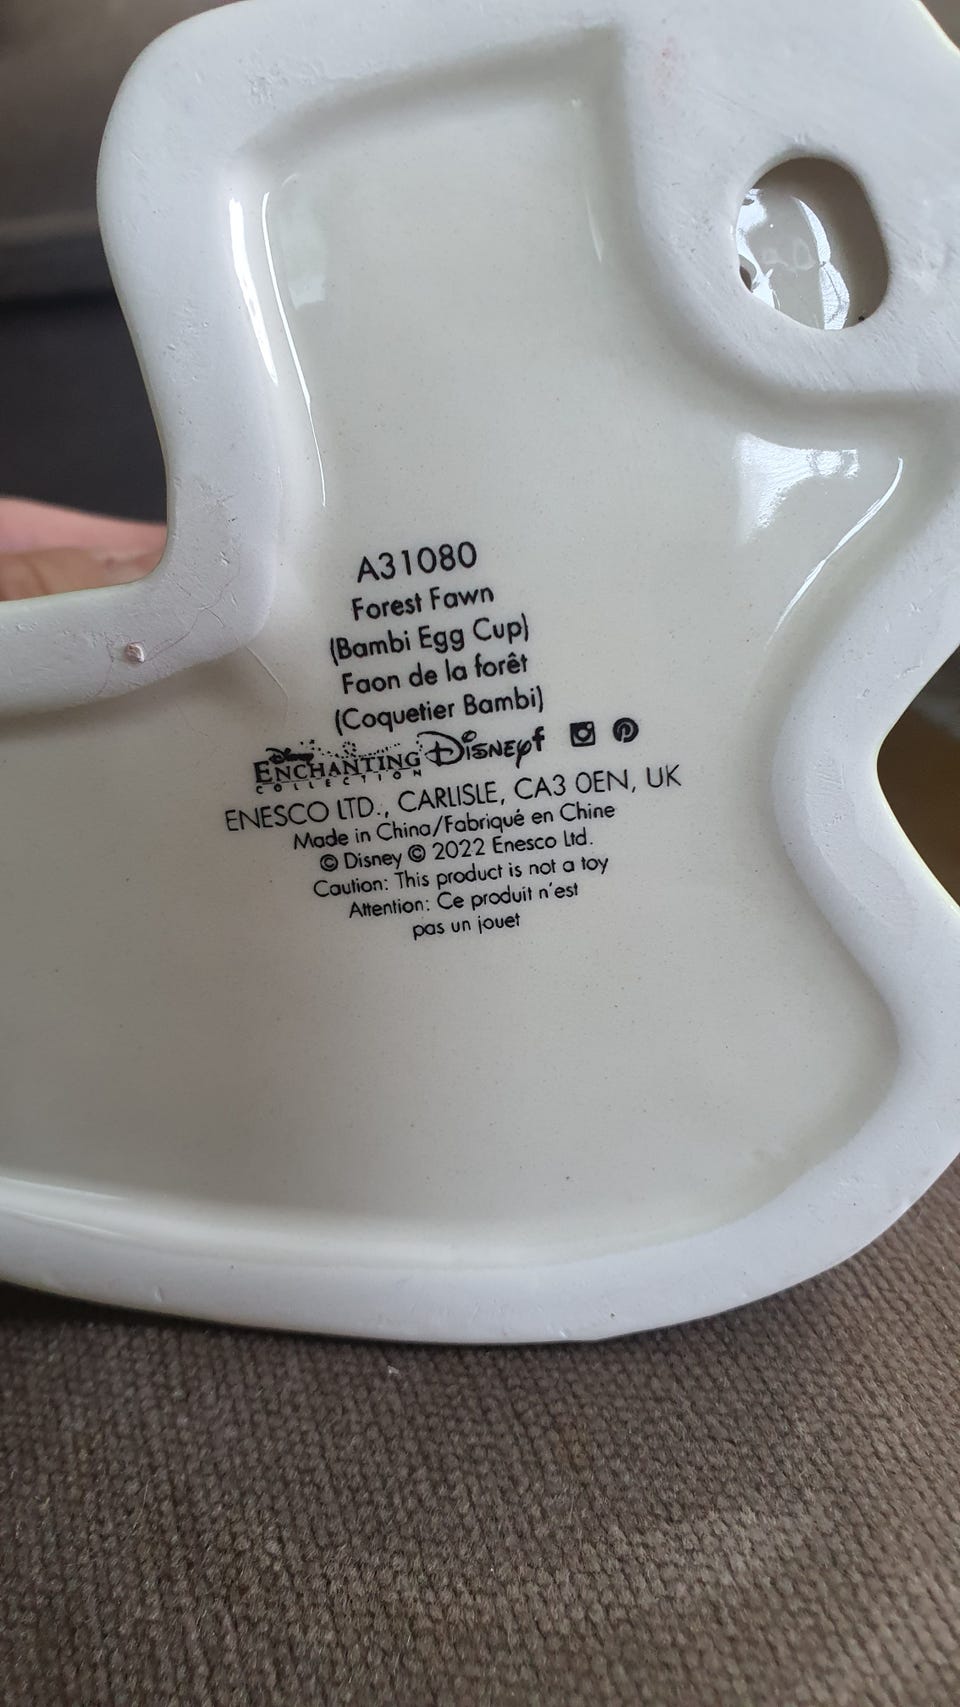 A31080
Forest Fawn
(Bambi Egg Cup)
Faon de la forêt
(Coquetier Bambi)
Disney ENCHANTING COLLECTION Disney f
ENESCO LTD., CARLISLE, CA3 0EN, UK
Made in China/Fabriqué en Chine
© Disney © 2022 Enesco Ltd.
Caution: This product is not a toy
Attention: Ce produit n'est
pas un jouet